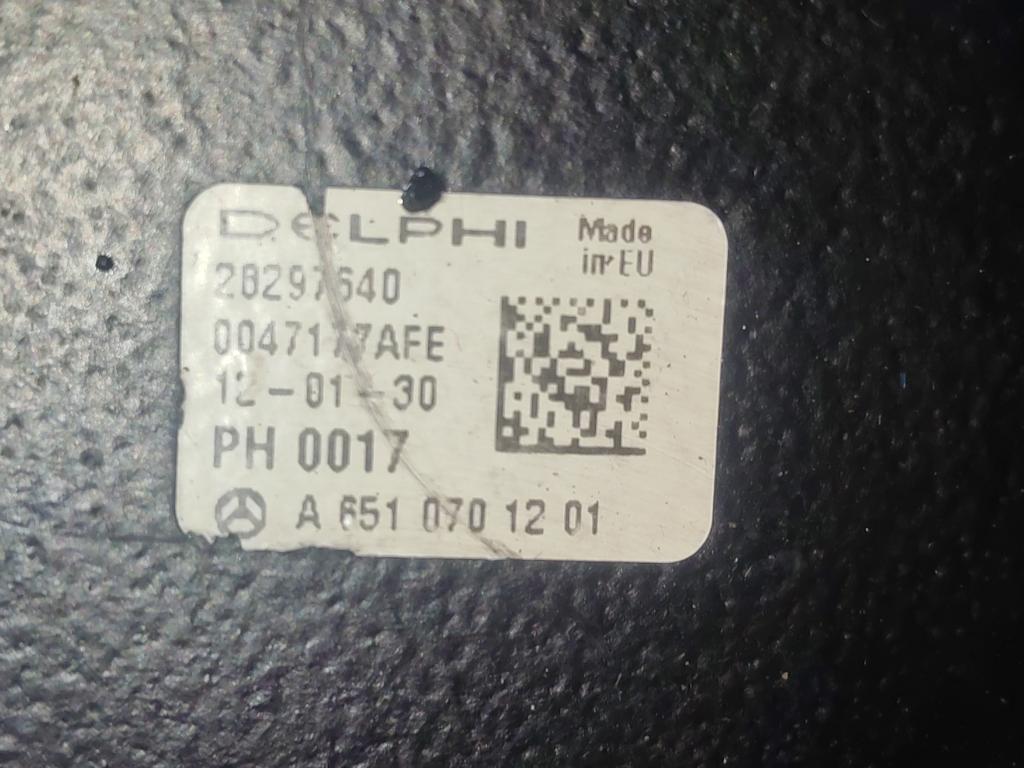 DELPHI
Made
in EU
28297640
12-01-30
PH 0017
A 651 070 12 01